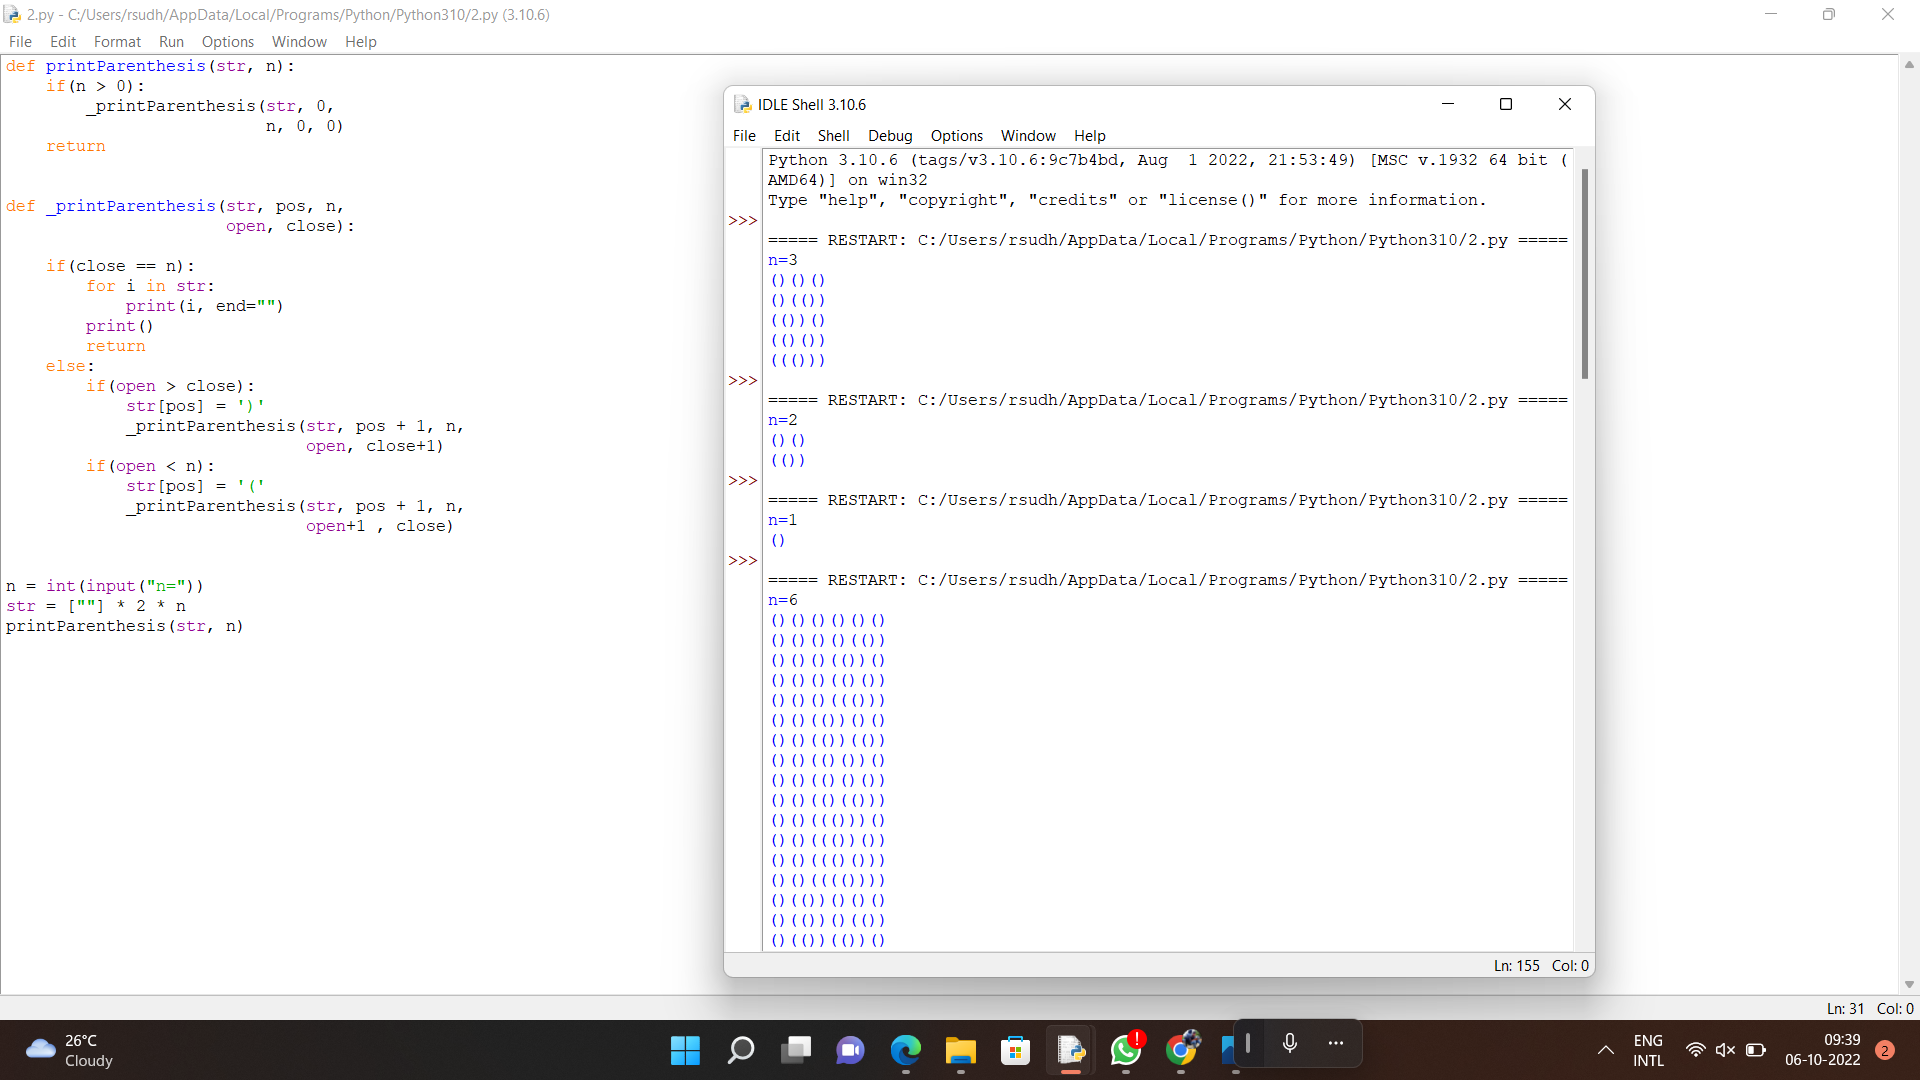 2.py - C:/Users/rsudh/AppData/Local/Programs/Python/Python310/2.py (3.10.6)
File Edit Format Run Options Window Help
def printParenthesis(str, n):
    if(n > 0):
        _printParenthesis(str, 0,
                          n, 0, 0)
    return
def _printParenthesis(str, pos, n,
                      open, close):
    if(close == n):
        for i in str:
            print(i, end="")
        print()
        return
    else:
        if(open > close):
            str[pos] = ')'
            _printParenthesis(str, pos + 1, n,
                              open, close+1)
        if(open < n):
            str[pos] = '('
            _printParenthesis(str, pos + 1, n,
                              open+1 , close)
n = int(input("n="))
str = [""] * 2 * n
printParenthesis(str, n)
IDLE Shell 3.10.6
File Edit Shell Debug Options Window Help
Python 3.10.6 (tags/v3.10.6:9c7b4bd, Aug  1 2022, 21:53:49) [MSC v.1932 64 bit (
AMD64)] on win32
Type "help", "copyright", "credits" or "license()" for more information.
>>>
===== RESTART: C:/Users/rsudh/AppData/Local/Programs/Python/Python310/2.py =====
n=3
()()()
()(())
(())()
(()())
((()))
>>>
===== RESTART: C:/Users/rsudh/AppData/Local/Programs/Python/Python310/2.py =====
n=2
()()
(())
>>>
===== RESTART: C:/Users/rsudh/AppData/Local/Programs/Python/Python310/2.py =====
n=1
()
>>>
===== RESTART: C:/Users/rsudh/AppData/Local/Programs/Python/Python310/2.py =====
n=6
()()()()()()
()()()()(())
()()()(())()
()()()(()())
()()()((()))
()()(())()()
()()(())(())
()()(()())()
()()(()()())
()()(()(()))
()()((()))()
()()((())())
()()((()()))
()()(((())))
()(())()()()
()(())()(())
()(())(())()
Ln: 155 Col: 0
Ln: 31 Col: 0
26°C
Cloudy
!
ENG
INTL
09:39
06-10-2022
2